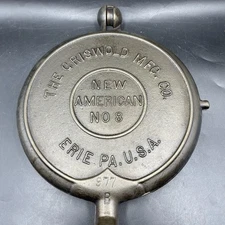 THE GRISWOLD MFG. CO.
NEW
AMERICAN
NO 8
ERIE PA. U.S.A.
977